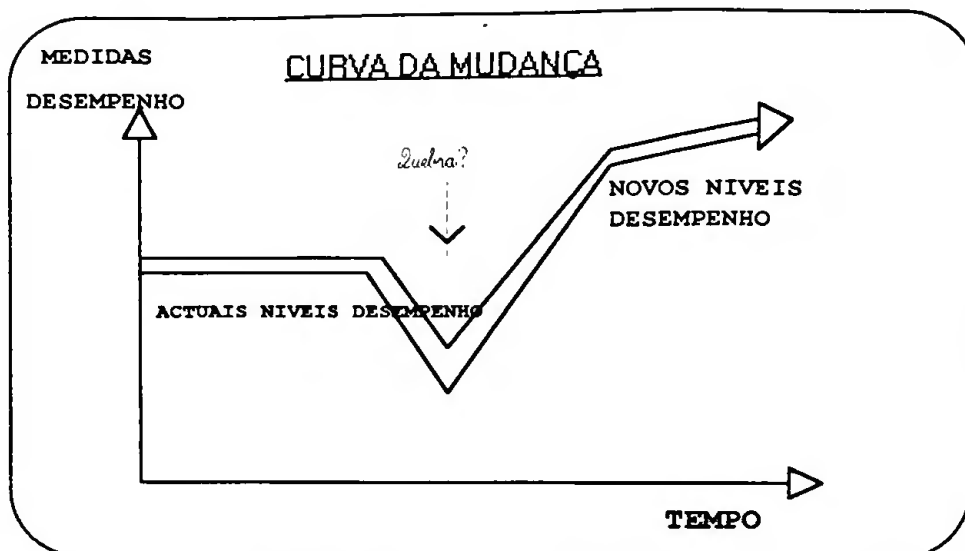 MEDIDAS
DESEMPENHO
CURVA DA MUDANÇA
Quebra?
NOVOS NIVEIS
DESEMPENHO
ACTUAIS NIVEIS DESEMPENHO
TEMPO